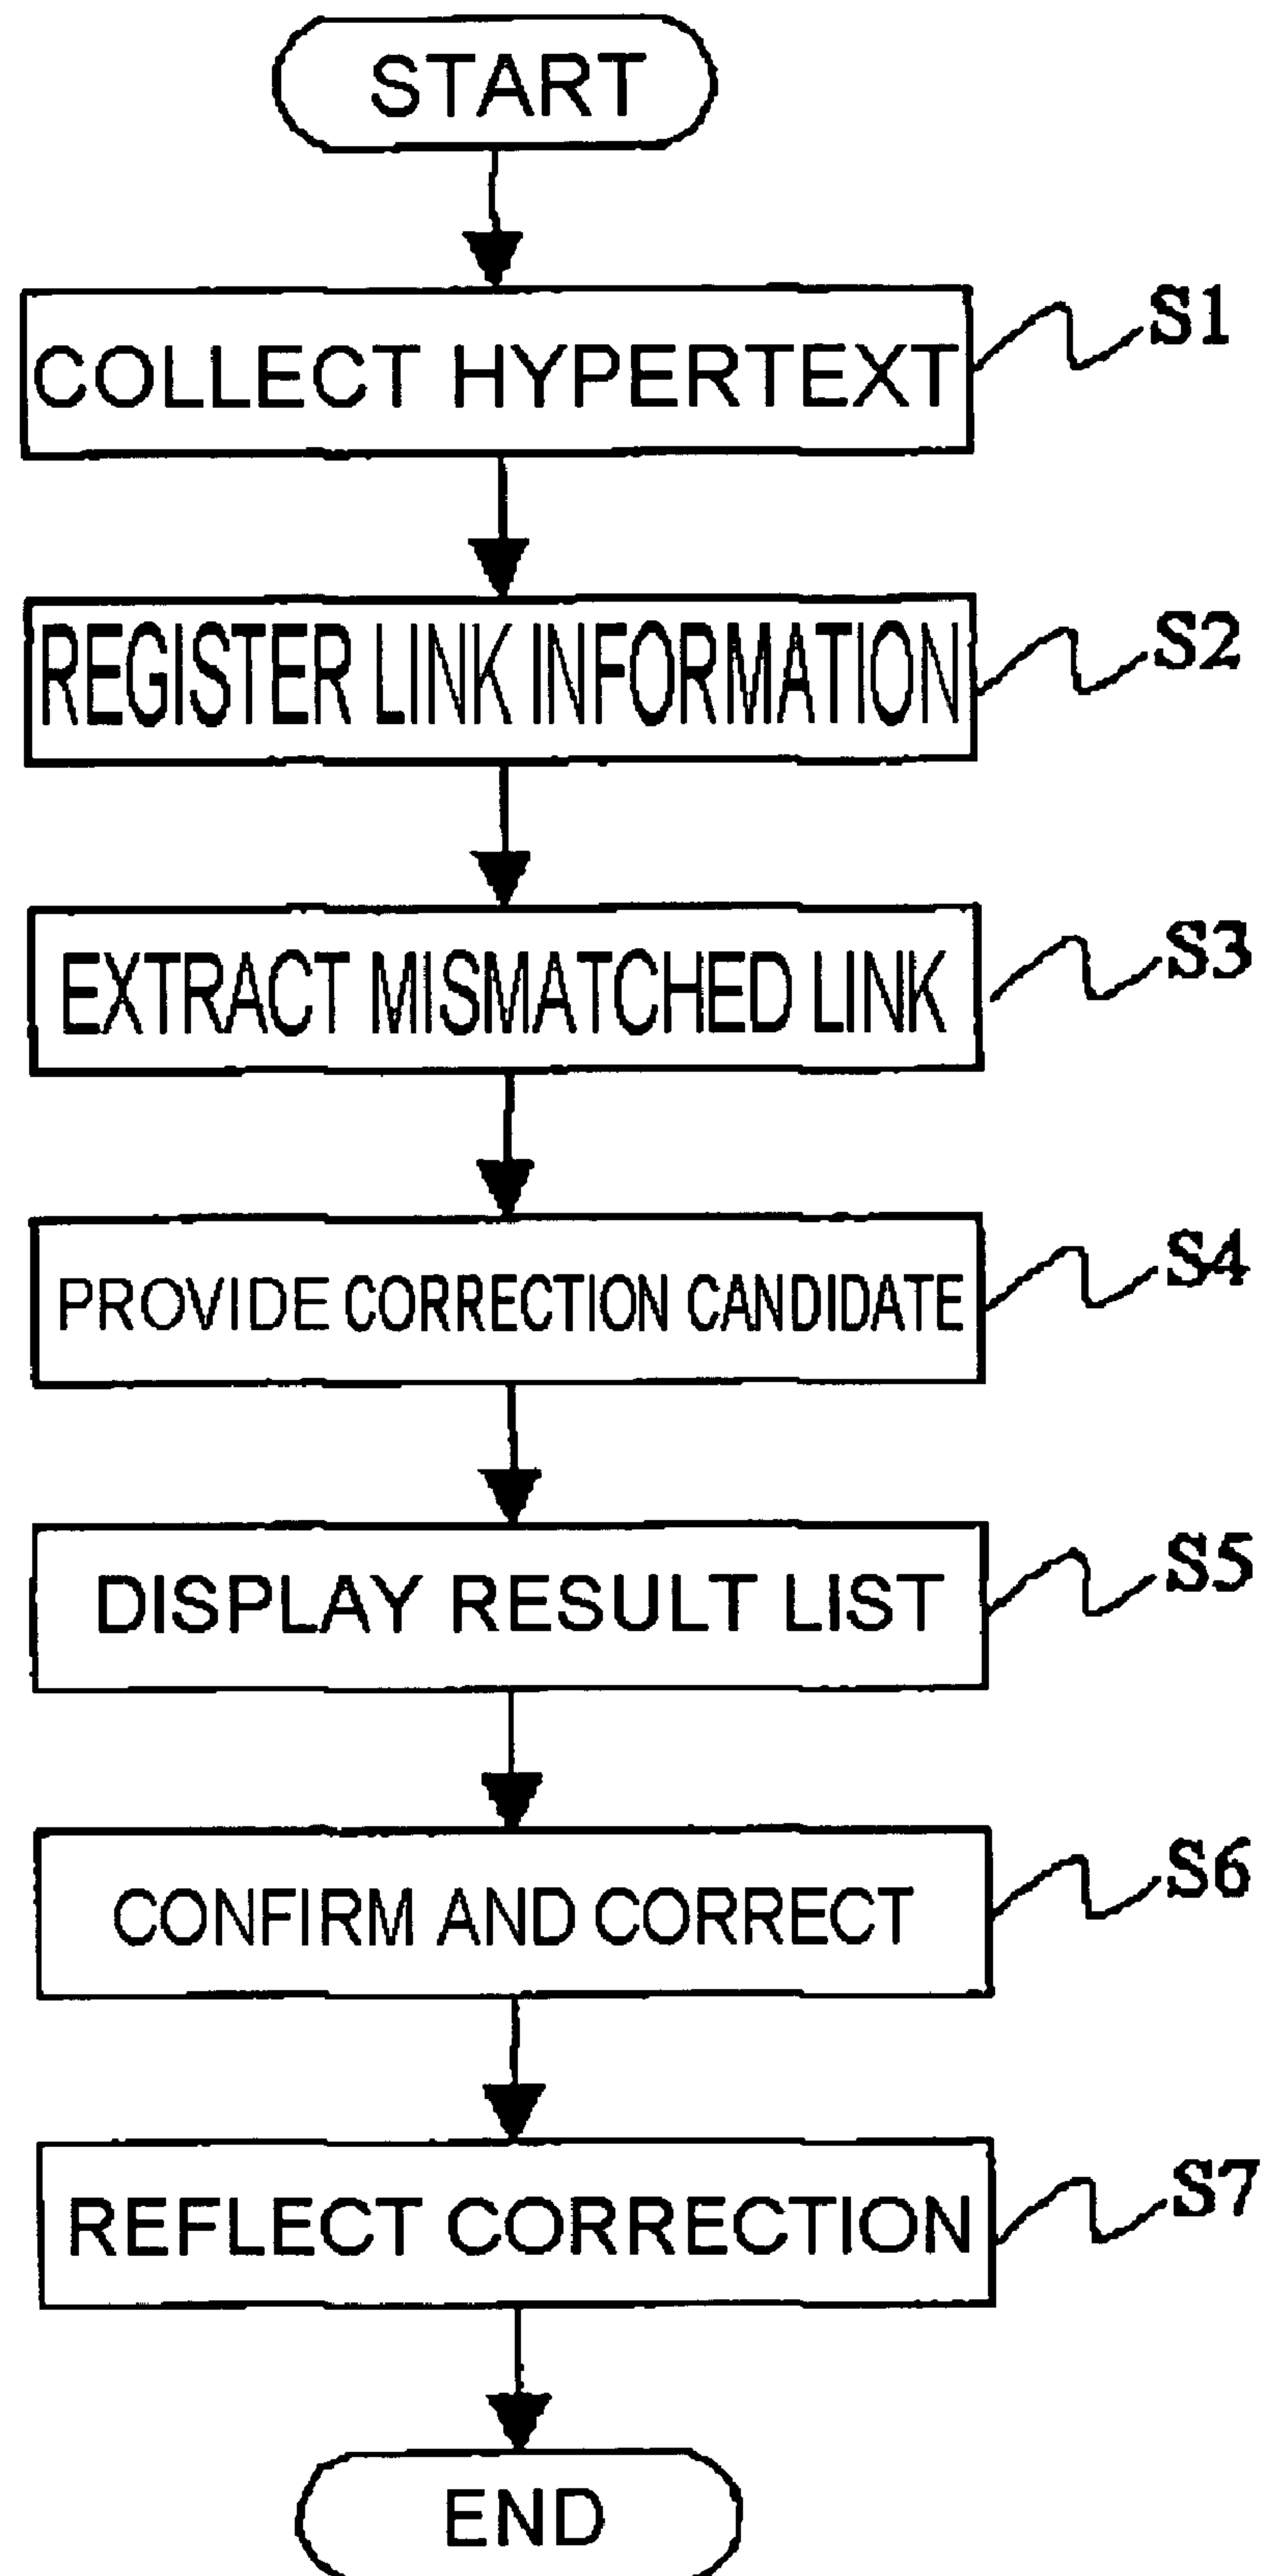 START
COLLECT HYPERTEXT
S1
REGISTER LINK INFORMATION
S2
EXTRACT MISMATCHED LINK
S3
PROVIDE CORRECTION CANDIDATE
S4
DISPLAY RESULT LIST
S5
CONFIRM AND CORRECT
S6
REFLECT CORRECTION
S7
END